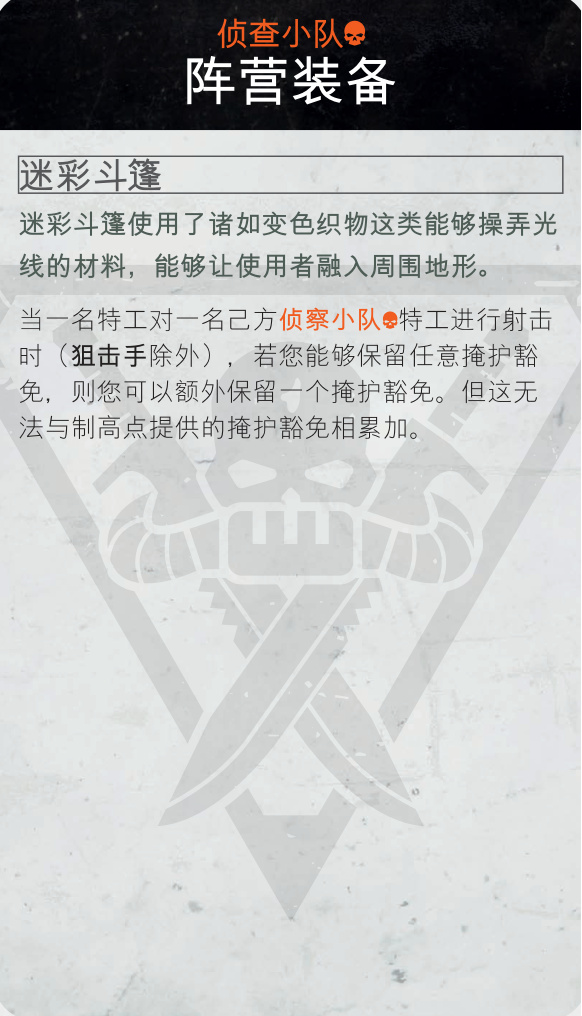 侦查小队
阵营装备
迷彩斗篷
迷彩斗篷使用了诸如变色织物这类能够操弄光
线的材料，能够让使用者融入周围地形。
当一名特工对一名己方侦察小队特工进行射击
时（狙击手除外），若您能够保留任意掩护豁
免，则您可以额外保留一个掩护豁免。但这无
法与制高点提供的掩护豁免相累加。